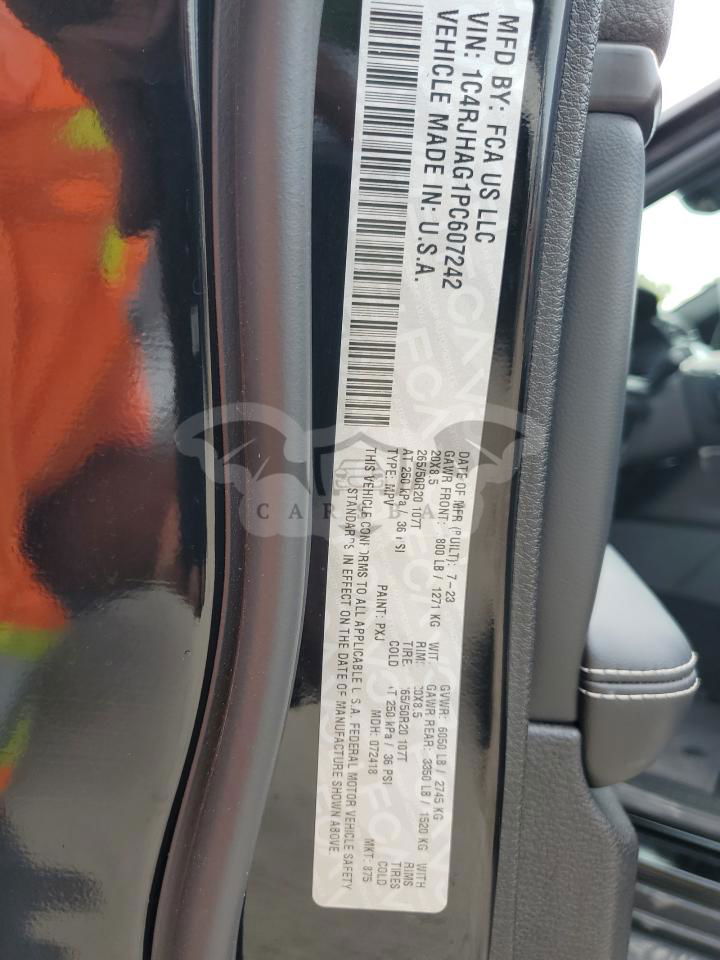 MFD BY: FCA US LLC
VIN: 1C4RJHAG1PC607242
VEHICLE MADE IN: U.S.A.
DATE OF MFR (BUILT): 7-23 GVWR: 6050 LB / 2745 KG
GAWR FRONT: 800 LB / 1271 KG WIT GAWR REAR: 3350 LB / 1520 KG WITH
20X8.5 RIM: 20X8.5 RIMS
265/50R20 107T TIRE 265/50R20 107T TIRES
AT 250 kPa / 36 PSI COLD AT 250 kPa / 36 PSI COLD
TYPE: MPV PAINT: PXJ MDH: 072418 MKT: 875
THIS VEHICLE CONFORMS TO ALL APPLICABLE U.S.A. FEDERAL MOTOR VEHICLE SAFETY
STANDARDS IN EFFECT ON THE DATE OF MANUFACTURE SHOWN ABOVE